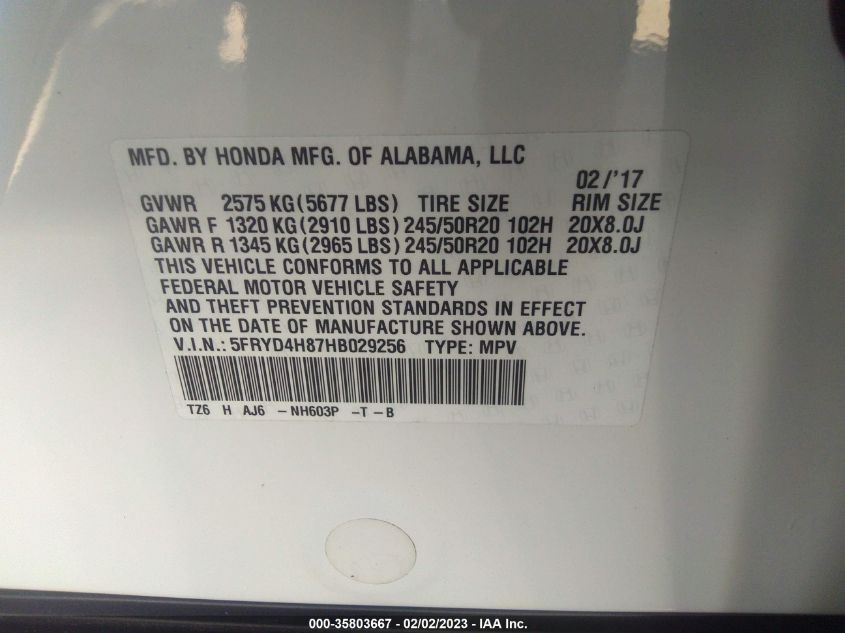 MFD. BY HONDA MFG. OF ALABAMA, LLC
02/'17
GVWR 2575 KG (5677 LBS) TIRE SIZE RIM SIZE
GAWR F 1320 KG (2910 LBS) 245/50R20 102H 20X8.0J
GAWR R 1345 KG (2965 LBS) 245/50R20 102H 20X8.0J
THIS VEHICLE CONFORMS TO ALL APPLICABLE
FEDERAL MOTOR VEHICLE SAFETY
AND THEFT PREVENTION STANDARDS IN EFFECT
ON THE DATE OF MANUFACTURE SHOWN ABOVE.
V.I.N.: 5FRYD4H87HB029256 TYPE: MPV
TZ6 H AJ6 - NH603P -T - B
000-35803667 - 02/02/2023 - IAA Inc.